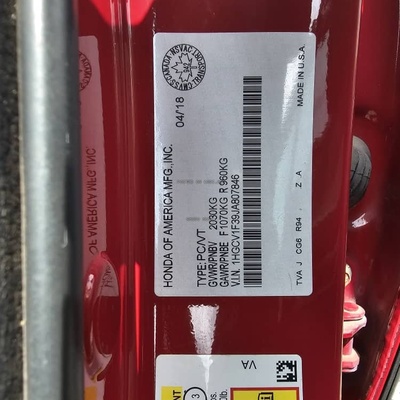 HONDA OF AMERICA MFG.,INC. 04/18
TYPE:PC/VT
GVWR/PNBV 2030KG
GAWR/PNBE F 1070KG R 960KG
V.I.N. 1HGCV1F39JA807846
TVA J CG6 R94 Z A MADE IN U.S.A.
VA